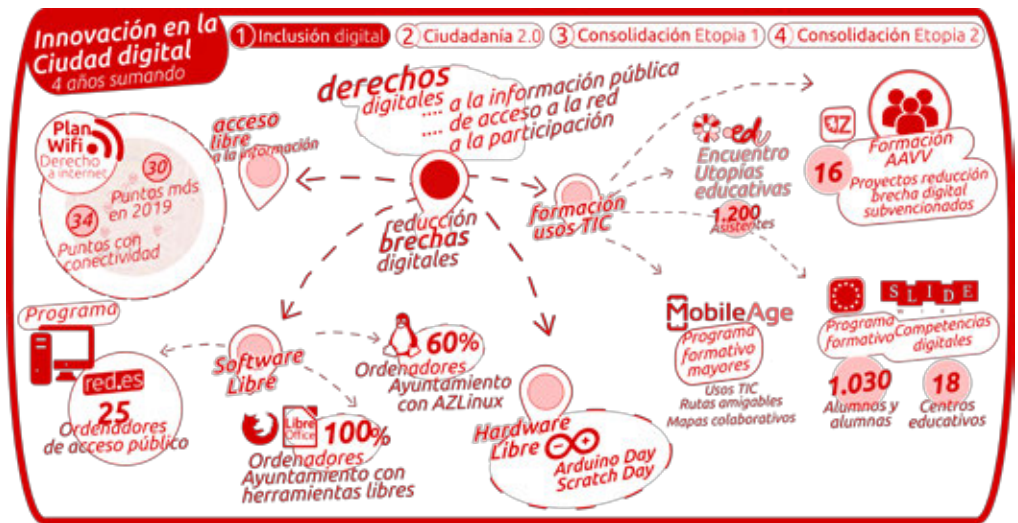 Innovación en la
Ciudad digital
4 años sumando
1 Inclusión digital
2 Ciudadanía 2.0
3 Consolidación Etopia 1
4 Consolidación Etopia 2
derechos
digitales
.... a la información pública
.... de acceso a la red
a la participación
Plan
Wifi
Derecho
a internet
30
Puntos más
en 2019
34
Puntos con
conectividad
acceso
libre
a la información
reducción
brechas
digitales
formación
usos TIC
edu
Encuentro
Utopías
educativas
1.200
Asistentes
Formación
AAVV
16
Proyectos reducción
brecha digital
subvencionados
Programa
red.es
25
Ordenadores
de acceso público
Software
Libre
60%
Ordenadores
Ayuntamiento
con AZLinux
Libre
Office
100%
Ordenadores
Ayuntamiento con
herramientas libres
Hardware
Libre
Arduino Day
Scratch Day
MobileAge
Programa
formativo
mayores
Usos TIC
Rutas amigables
Mapas colaborativos
SLIDE
WIKI
Programa
formativo
Competencias
digitales
1.030
Alumnos y
alumnas
18
Centros
educativos